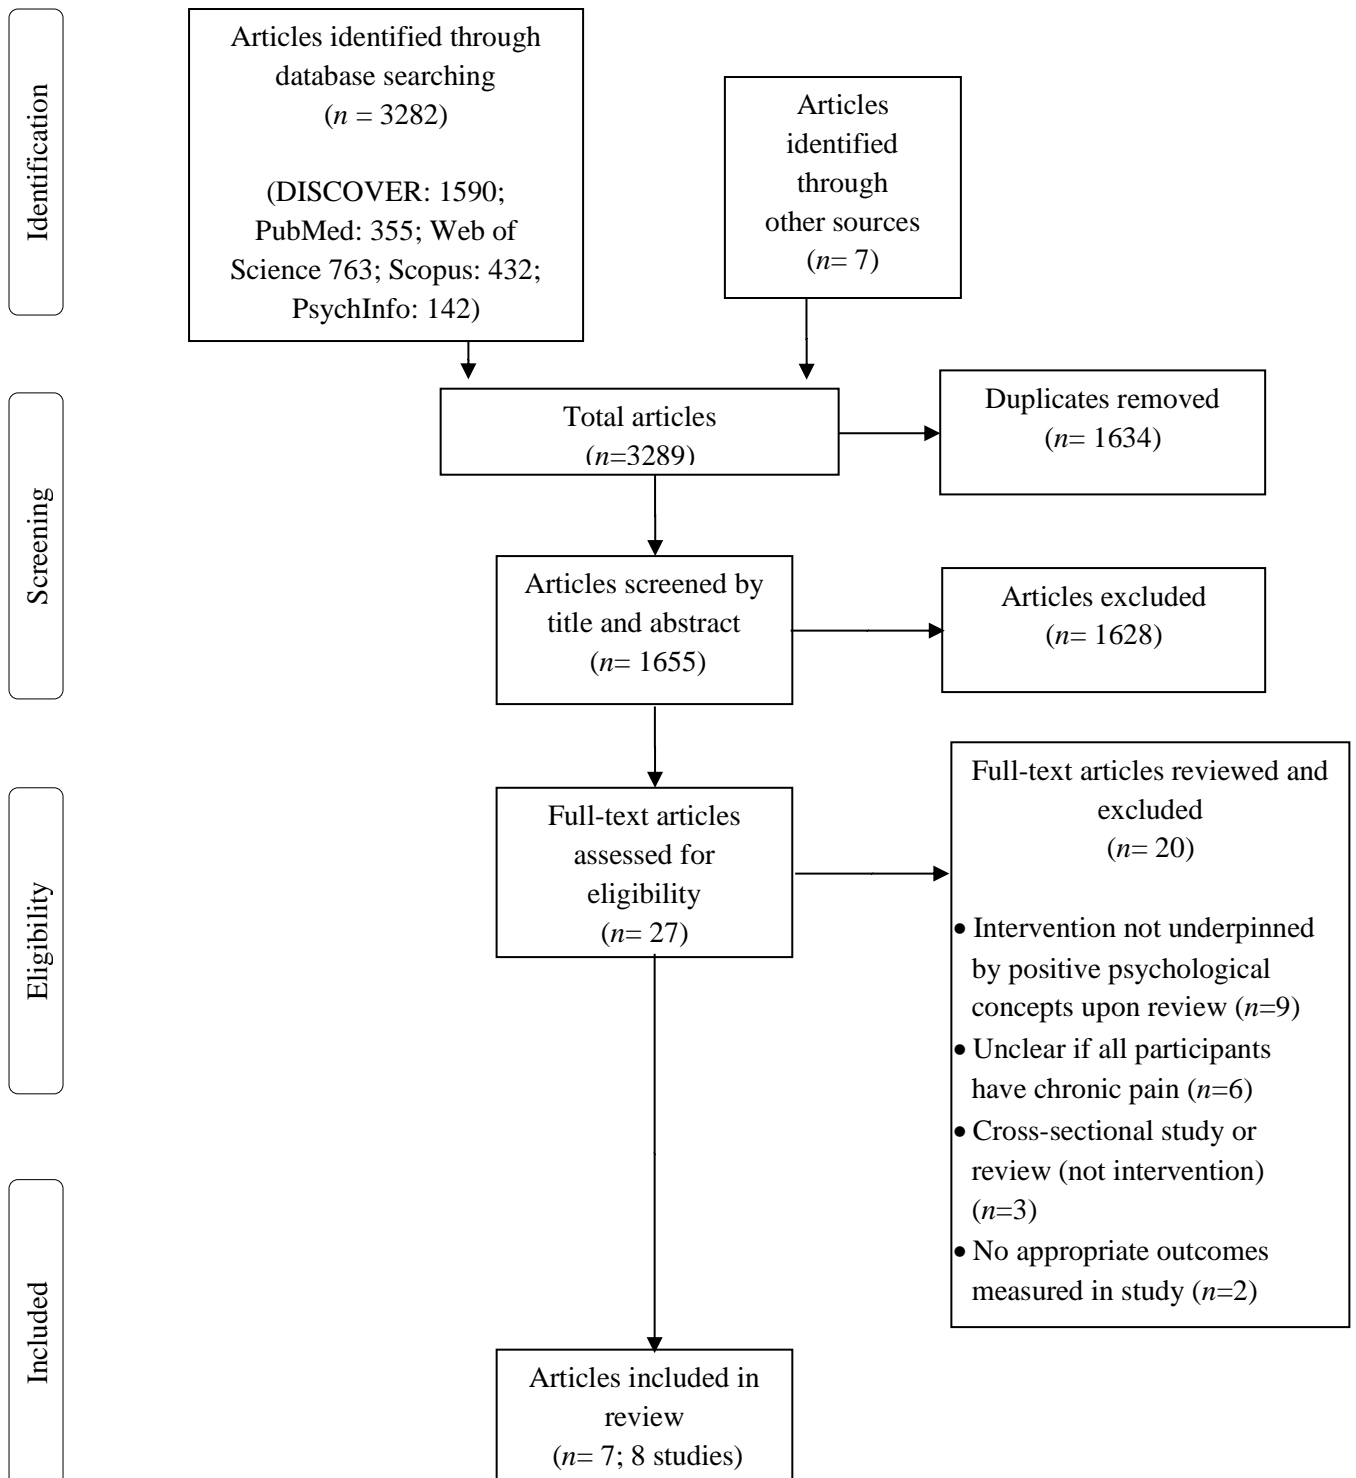 Identification
Articles identified through
database searching
(n = 3282)
(DISCOVER: 1590;
PubMed: 355; Web of
Science 763; Scopus: 432;
PsychInfo: 142)
Articles
identified
through
other sources
(n= 7)
Screening
Total articles
(n=3289)
Duplicates removed
(n= 1634)
Articles screened by
title and abstract
(n= 1655)
Articles excluded
(n= 1628)
Eligibility
Full-text articles
assessed for
eligibility
(n= 27)
Full-text articles reviewed and
excluded
(n= 20)
• Intervention not underpinned
by positive psychological
concepts upon review (n=9)
• Unclear if all participants
have chronic pain (n=6)
• Cross-sectional study or
review (not intervention)
(n=3)
• No appropriate outcomes
measured in study (n=2)
Included
Articles included in
review
(n= 7; 8 studies)